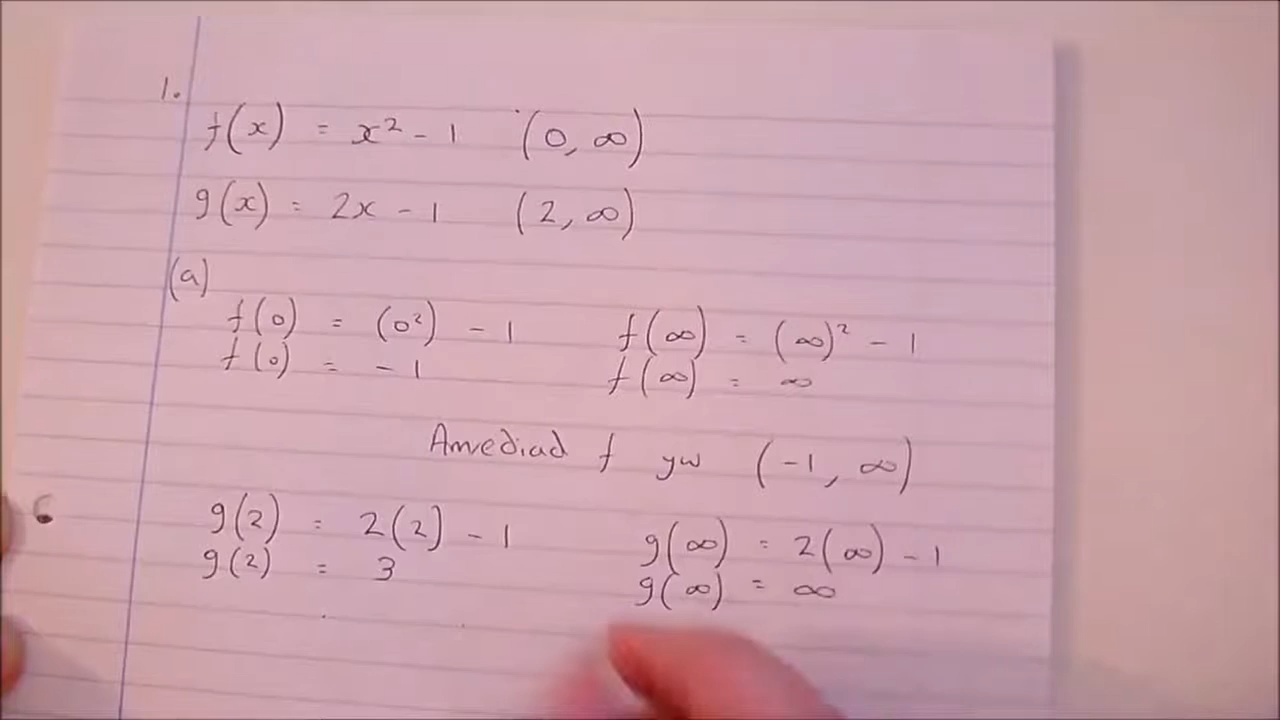 1.
f(x) = x² - 1 (0, ∞)
g(x) = 2x - 1 (2, ∞)
(a)
f(0) = (0²) - 1 f(∞) = (∞)² - 1
f(0) = -1 f(∞) = ∞
Amrediad f yw (-1, ∞)
g(2) = 2(2) - 1 g(∞) = 2(∞) - 1
g(2) = 3 g(∞) = ∞